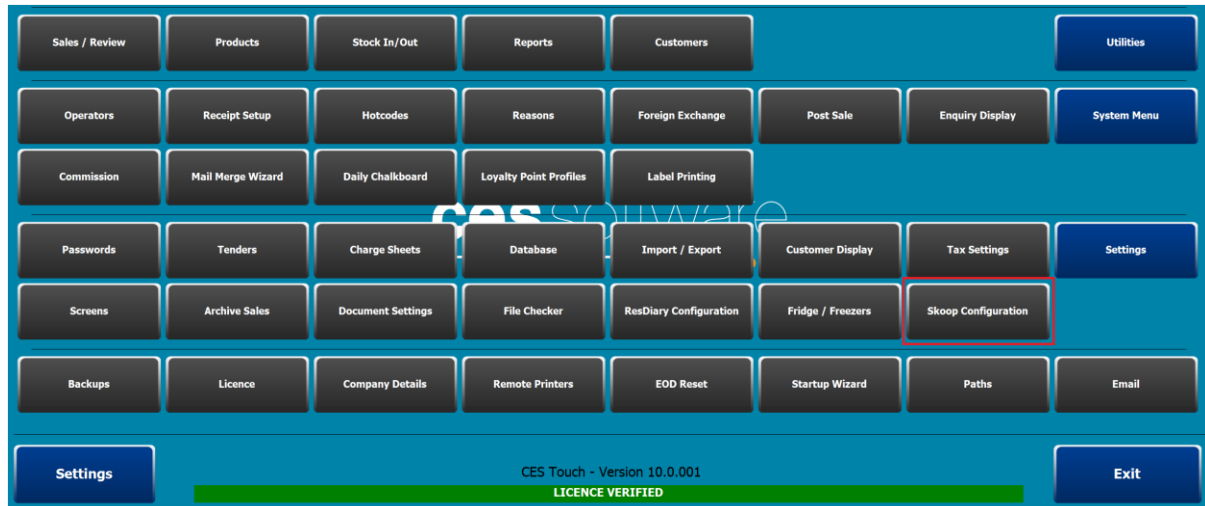 Sales / Review Products Stock In/Out Reports Customers Utilities
Operators Receipt Setup Hotcodes Reasons Foreign Exchange Post Sale Enquiry Display System Menu
Commission Mail Merge Wizard Daily Chalkboard Loyalty Point Profiles Label Printing
ces software
Passwords Tenders Charge Sheets Database Import / Export Customer Display Tax Settings Settings
Screens Archive Sales Document Settings File Checker ResDiary Configuration Fridge / Freezers Skoop Configuration
Backups Licence Company Details Remote Printers EOD Reset Startup Wizard Paths Email
Settings CES Touch - Version 10.0.001 Exit
LICENCE VERIFIED